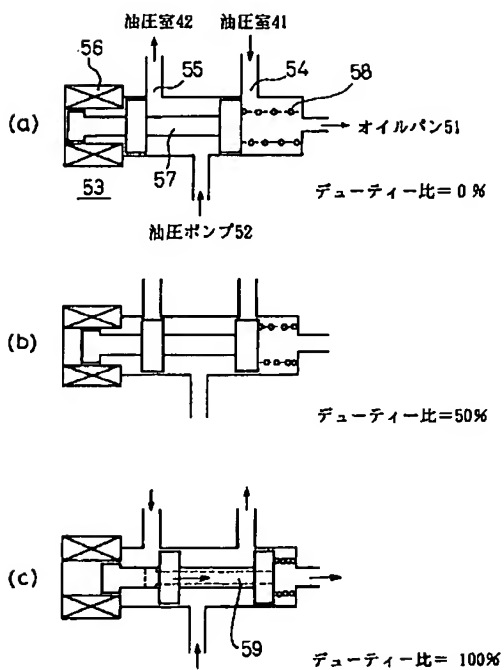 油圧室42 油圧室41
56
55
54
58
(a)
オイルパン51
57
53
デューティー比=0%
油圧ポンプ52
(b)
デューティー比=50%
(c)
59
デューティー比=100%